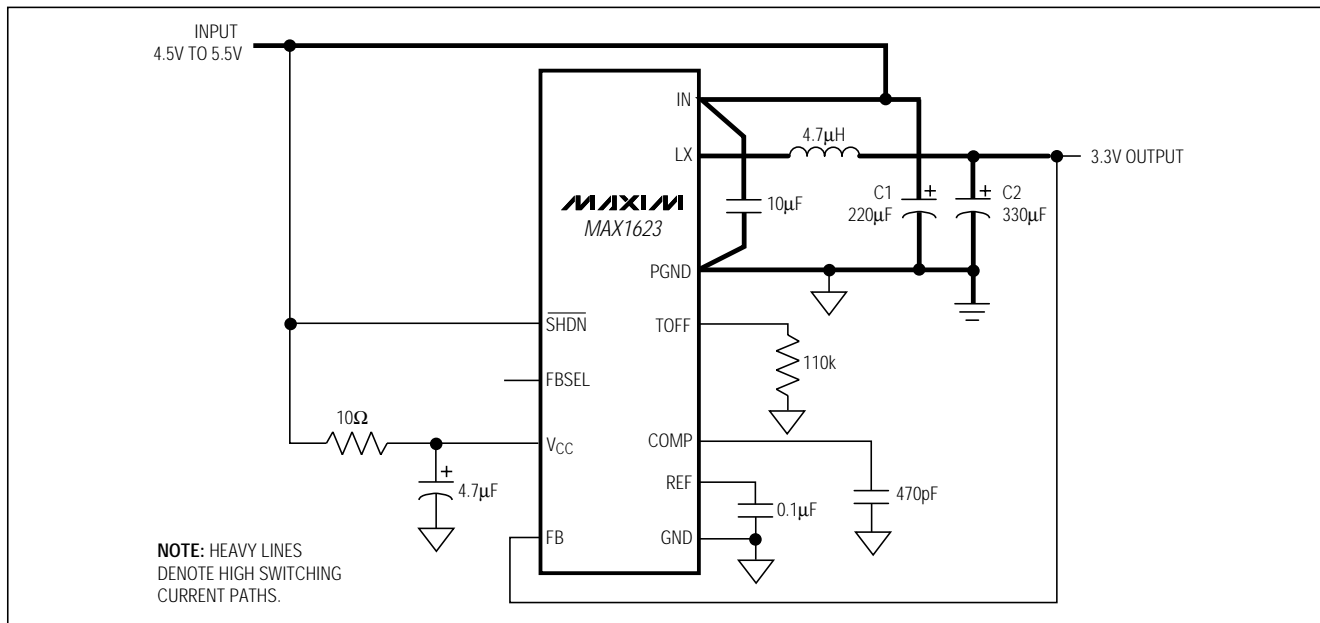 INPUT
4.5V TO 5.5V
IN
LX
4.7μH
3.3V OUTPUT
MAXIM
MAX1623
10μF
C1
220μF
+
C2
330μF
+
PGND
SHDN
TOFF
110k
FBSEL
10Ω
VCC
COMP
+
4.7μF
REF
470pF
0.1μF
FB
GND
NOTE: HEAVY LINES
DENOTE HIGH SWITCHING
CURRENT PATHS.